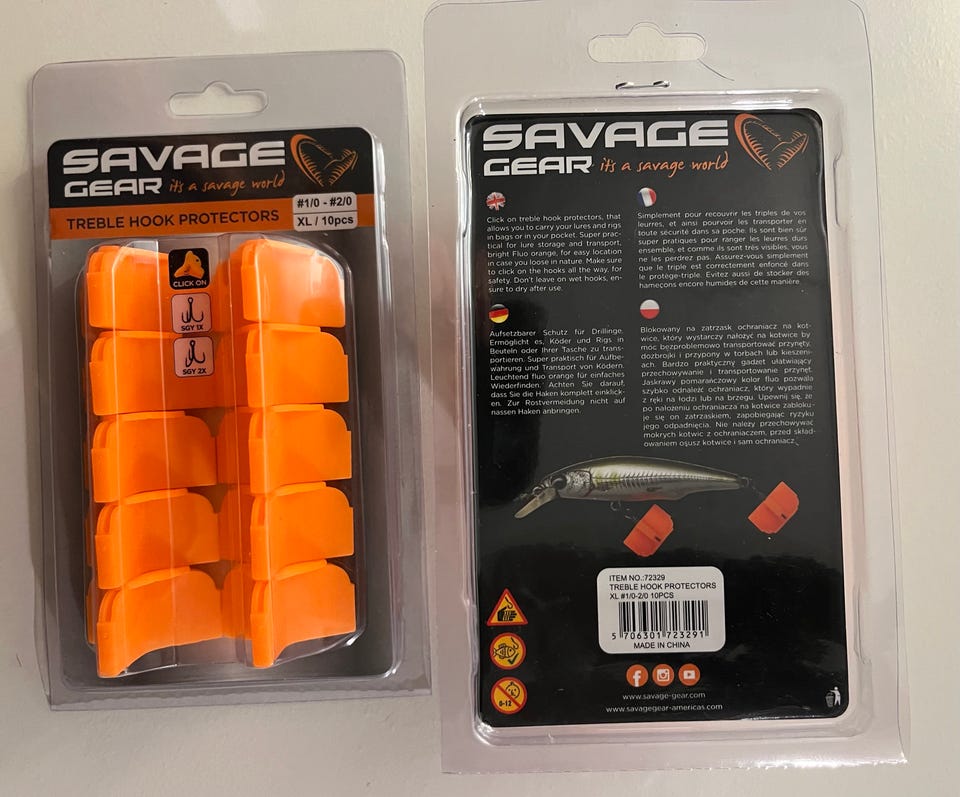 SAVAGE
GEAR it's a savage world
#1/0 - #2/0
TREBLE HOOK PROTECTORS
XL / 10pcs
CLICK ON
SGY 1X
SGY 2X
SAVAGE
GEAR it's a savage world
Click on treble hook protectors, that
allows you to carry your lures and rigs
in bags or in your pocket. Super prac-
tical for lure storage and transport,
bright Fluo orange, for easy location
in case you loose in nature. Make sure
to click on the hooks all the way, for
safety. Don't leave on wet hooks, en-
sure to dry after use.
Simplement pour recouvrir les triples de vos
leurres, et ainsi pourvoir les transporter en
toute sécurité dans sa poche. Ils sont bien sûr
super pratiques pour ranger les leurres durs
ensemble, et comme ils sont très visibles, vous
ne les perdrez pas. Assurez-vous simplement
que le triple est correctement enfoncé dans
le protège-triple. Evitez aussi de stocker des
hameçons encore humides de cette manière.
Aufsetzbarer Schutz für Drillinge.
Ermöglicht es, Köder und Rigs in
Beuteln oder Ihrer Tasche zu trans-
portieren. Super praktisch für Aufbe-
wahrung und Transport von Ködern.
Leuchtend fluo orange für einfaches
Wiederfinden. Achten Sie darauf,
dass Sie die Haken komplett einklick-
en. Zur Rostvermeidung nicht auf
nassen Haken anbringen.
Blokowany na zatrzask ochraniacz na kot-
wice, który wystarczy nałożyć na kotwice by
móc bezproblemowo transportować przynęty,
dozbrojki i przypony w torbach lub kieszeni-
ach. Bardzo praktyczny gadżet ułatwiający
przechowywanie i transportowanie przynęt.
Jaskrawy pomarańczowy kolor fluo pozwala
szybko odnaleźć ochraniacz, który wypadnie
z ręki na łodzi lub na brzegu. Upewnij się, że
po nałożeniu ochraniacza na kotwice zabloku-
je się on zatrzaskiem, zapobiegając ryzyku
jego odpadnięcia. Nie należy przechowywać
mokrych kotwic z ochraniaczem, przed skład-
owaniem osusz kotwice i sam ochraniacz.
ITEM NO.:72329
TREBLE HOOK PROTECTORS
XL #1/0-2/0 10PCS
5 706301 723291
MADE IN CHINA
0-12
www.savage-gear.com
www.savagegear-americas.com